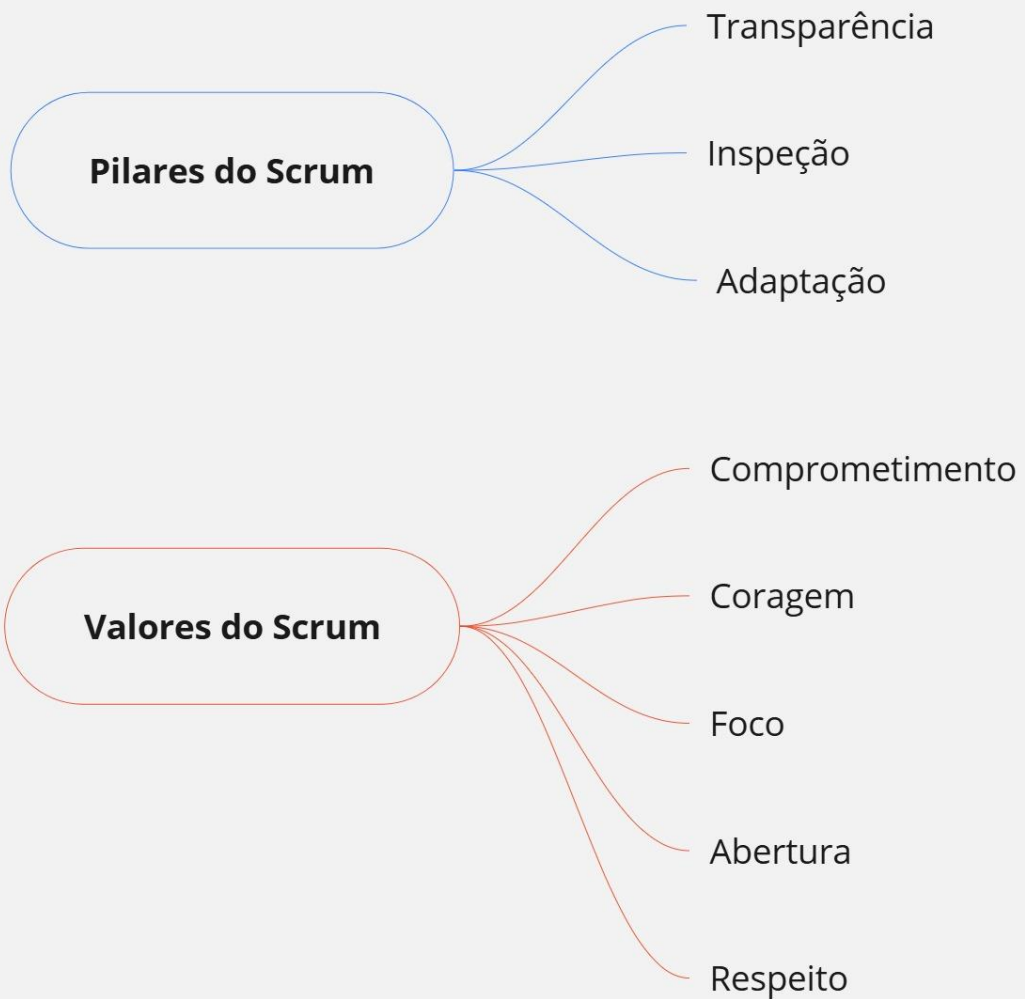 Pilares do Scrum
Transparência
Inspeção
Adaptação
Valores do Scrum
Comprometimento
Coragem
Foco
Abertura
Respeito